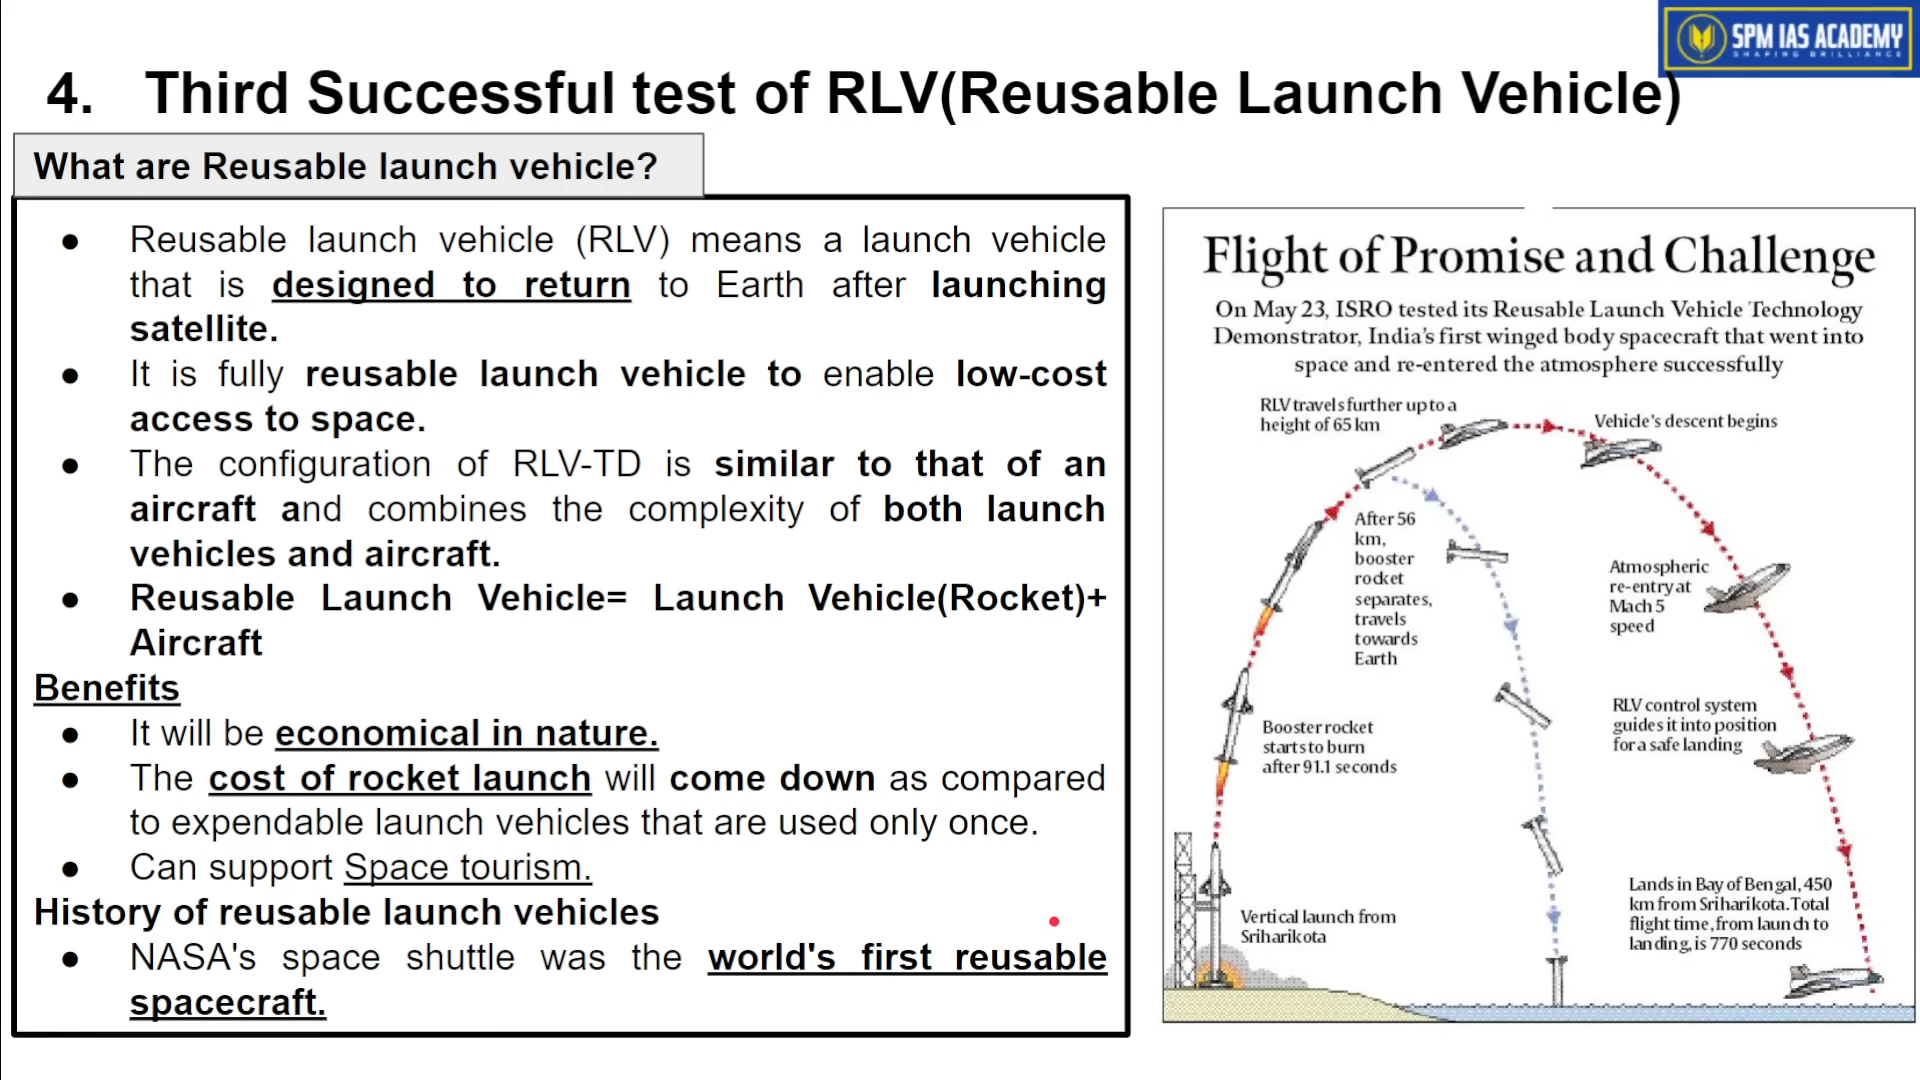 SPM IAS ACADEMY
SHAPING BRILLIANCE
4. Third Successful test of RLV(Reusable Launch Vehicle)
What are Reusable launch vehicle?
● Reusable launch vehicle (RLV) means a launch vehicle
that is designed to return to Earth after launching
satellite.
● It is fully reusable launch vehicle to enable low-cost
access to space.
● The configuration of RLV-TD is similar to that of an
aircraft and combines the complexity of both launch
vehicles and aircraft.
● Reusable Launch Vehicle= Launch Vehicle(Rocket)+
Aircraft
Benefits
● It will be economical in nature.
● The cost of rocket launch will come down as compared
to expendable launch vehicles that are used only once.
● Can support Space tourism.
History of reusable launch vehicles
● NASA's space shuttle was the world's first reusable
spacecraft.
Flight of Promise and Challenge
On May 23, ISRO tested its Reusable Launch Vehicle Technology
Demonstrator, India's first winged body spacecraft that went into
space and re-entered the atmosphere successfully
RLV travels further up to a
height of 65 km
Vehicle's descent begins
After 56
km,
booster
rocket
separates,
travels
towards
Earth
Atmospheric
re-entry at
Mach 5
speed
RLV control system
guides it into position
for a safe landing
Booster rocket
starts to burn
after 91.1 seconds
Lands in Bay of Bengal, 450
km from Sriharikota. Total
flight time, from launch to
landing, is 770 seconds
Vertical launch from
Sriharikota